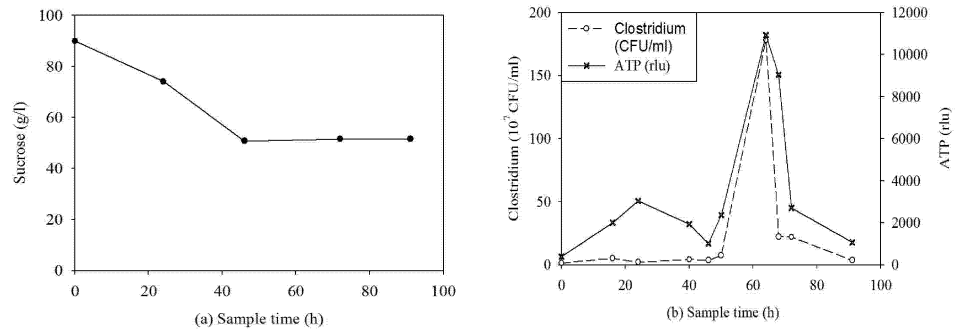 100
80
60
40
20
0
Sucrose (g/l)
0 20 40 60 80 100
(a) Sample time (h)
200
150
100
50
0
Clostridium (10² CFU/ml)
Clostridium
(CFU/ml)
ATP (rlu)
12000
10000
8000
6000
4000
2000
0
ATP (rlu)
0 20 40 60 80 100
(b) Sample time (h)